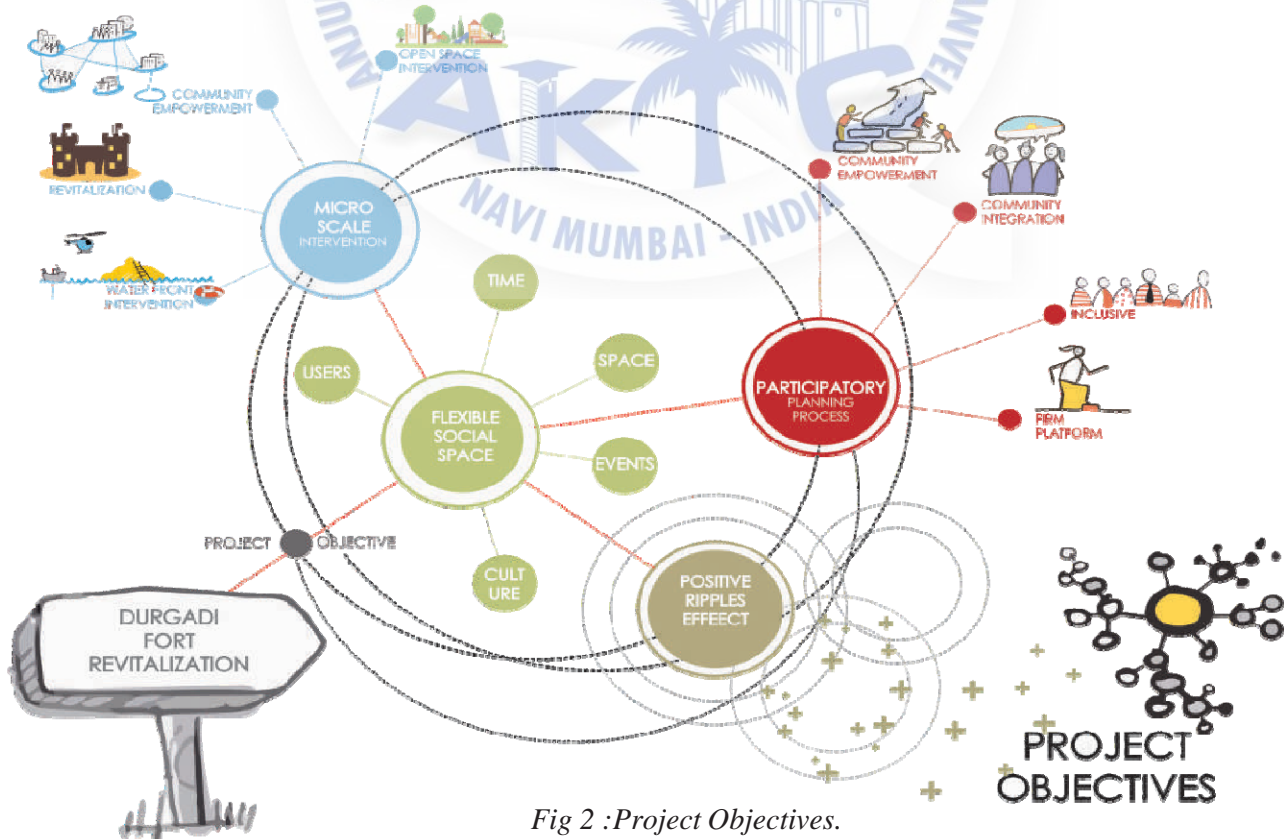 OPEN SPACE
INTERVENTION
COMMUNITY
EMPOWERMENT
REVITALIZATION
WATER FRONT
INTERVENTION
MICRO
SCALE
INTERVENTION
AKTC
NAVI MUMBAI - INDIA
COMMUNITY
EMPOWERMENT
COMMUNITY
INTEGRATION
INCLUSIVE
FIRM
PLATFORM
PARTICIPATORY
PLANNING
PROCESS
TIME
SPACE
USERS
FLEXIBLE
SOCIAL
SPACE
EVENTS
CULT
URE
PROJECT OBJECTIVE
POSITIVE
RIPPLES
EFFEECT
DURGADI
FORT
REVITALIZATION
PROJECT
OBJECTIVES
Fig 2 :Project Objectives.